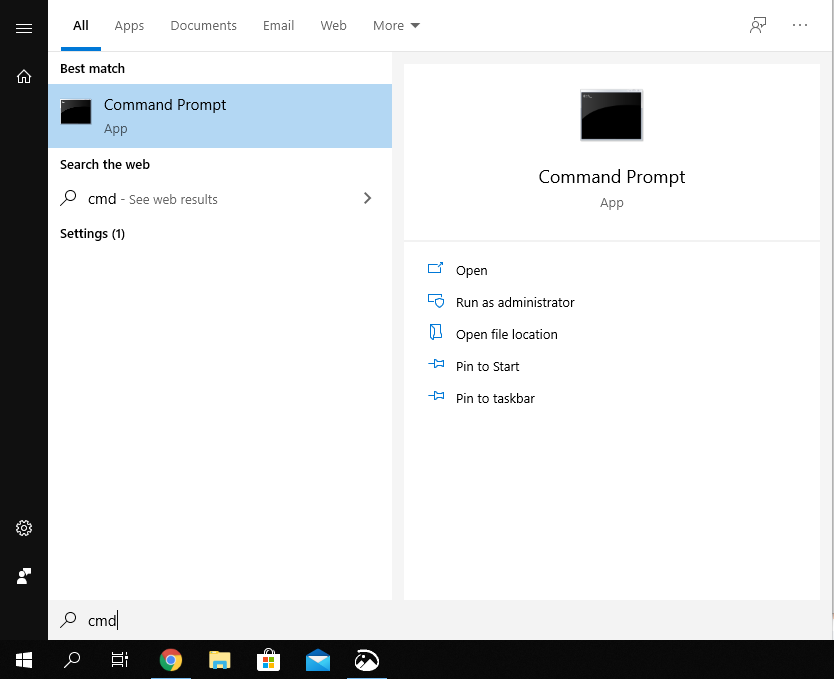 All Apps Documents Email Web More
Best match
Command Prompt
App
Search the web
cmd - See web results
Settings (1)
Command Prompt
App
Open
Run as administrator
Open file location
Pin to Start
Pin to taskbar
cmd